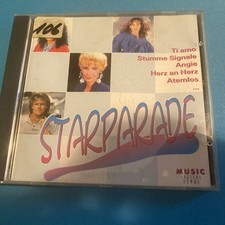 106
Ti amo
Stumme Signale
Angie
Herz an Herz
Atemlos
...
STARPARADE
MUSIC